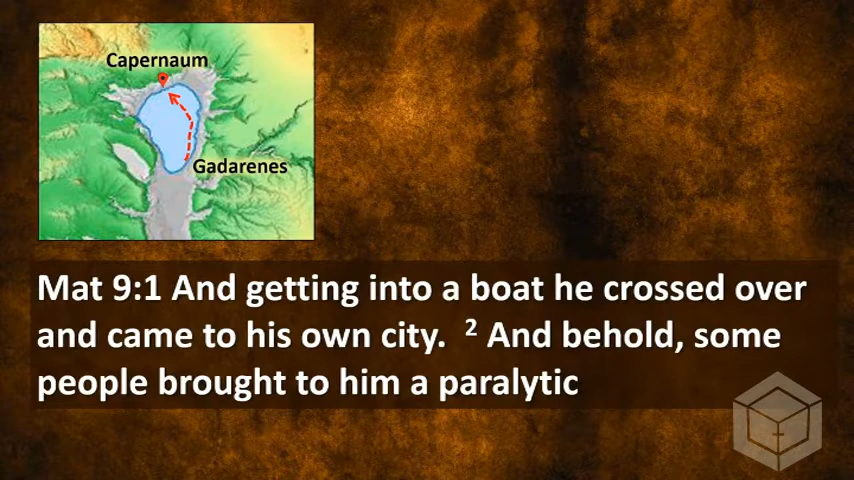 Capernaum
Gadarenes
Mat 9:1 And getting into a boat he crossed over
and came to his own city. ² And behold, some
people brought to him a paralytic